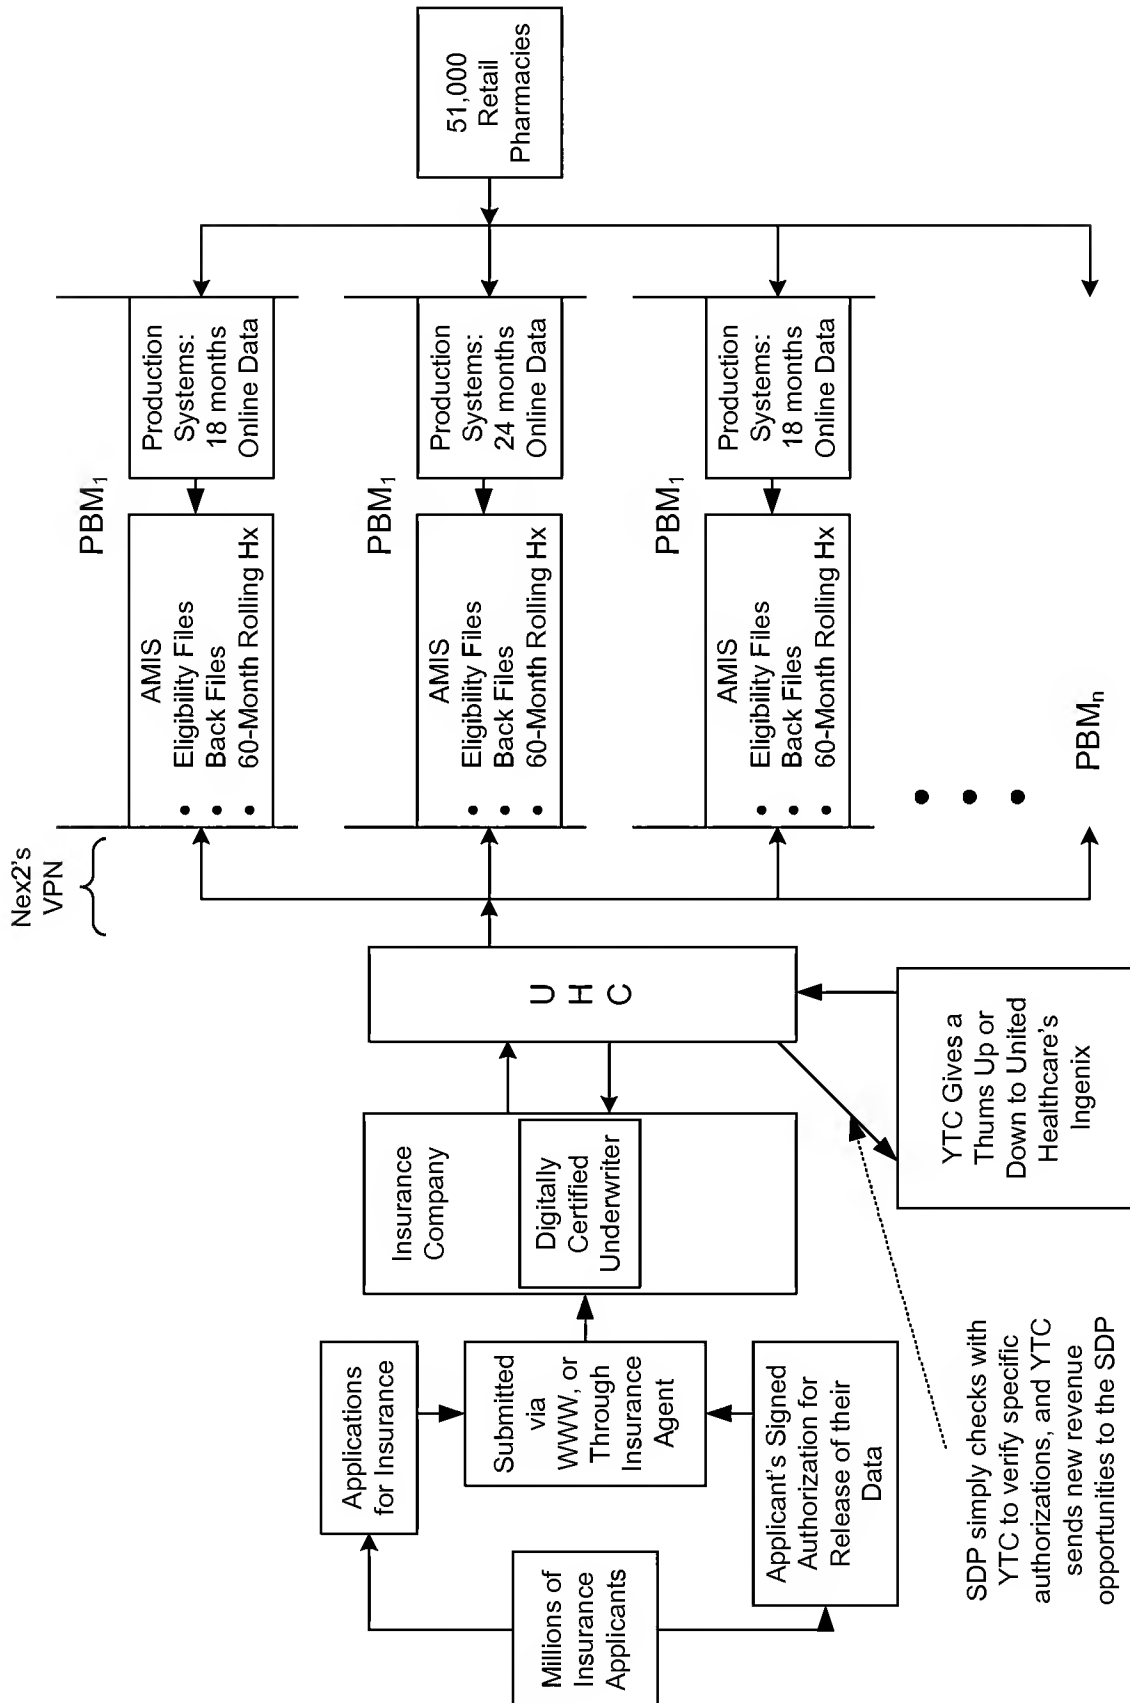 Millions of
Insurance
Applicants
Applications
for Insurance
Submitted
via
WWW, or
Through
Insurance
Agent
Applicant's Signed
Authorization for
Release of their
Data
Insurance
Company
Digitally
Certified
Underwriter
U H C
YTC Gives a
Thums Up or
Down to United
Healthcare's
Ingenix
SDP simply checks with
YTC to verify specific
authorizations, and YTC
sends new revenue
opportunities to the SDP
Nex2's
VPN
PBM₁
AMIS
• Eligibility Files
• Back Files
• 60-Month Rolling Hx
Production
Systems:
18 months
Online Data
PBM₁
AMIS
• Eligibility Files
• Back Files
• 60-Month Rolling Hx
Production
Systems:
24 months
Online Data
PBM₁
AMIS
• Eligibility Files
• Back Files
• 60-Month Rolling Hx
Production
Systems:
18 months
Online Data
PBMₙ
51,000
Retail
Pharmacies